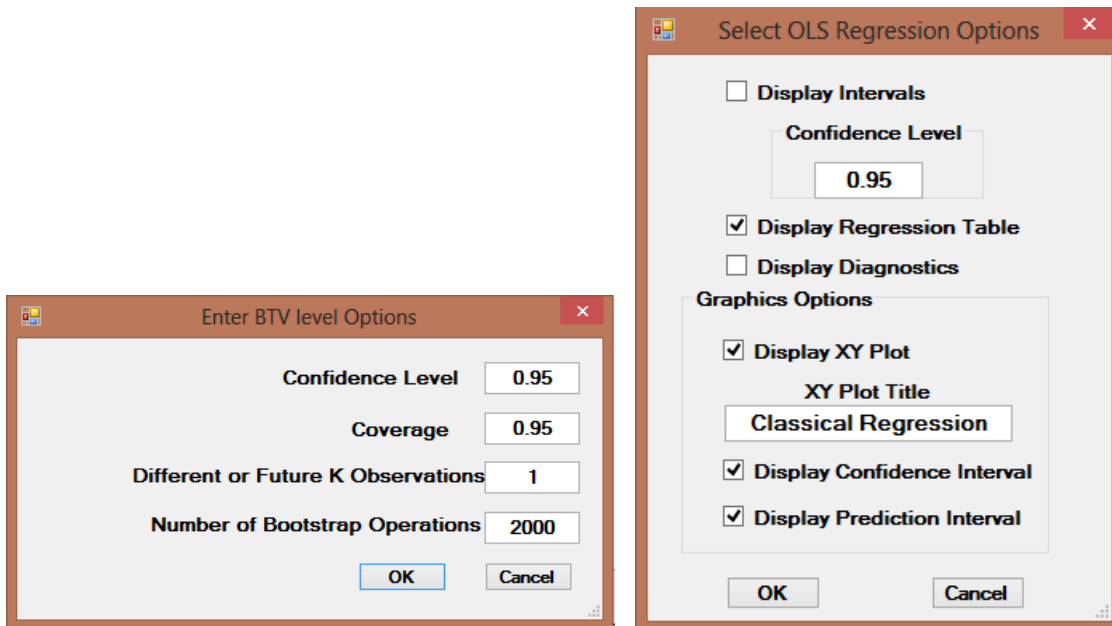 Enter BTV level Options
Confidence Level 0.95
Coverage 0.95
Different or Future K Observations 1
Number of Bootstrap Operations 2000
OK Cancel
Select OLS Regression Options
Display Intervals
Confidence Level
0.95
Display Regression Table
Display Diagnostics
Graphics Options
Display XY Plot
XY Plot Title
Classical Regression
Display Confidence Interval
Display Prediction Interval
OK Cancel